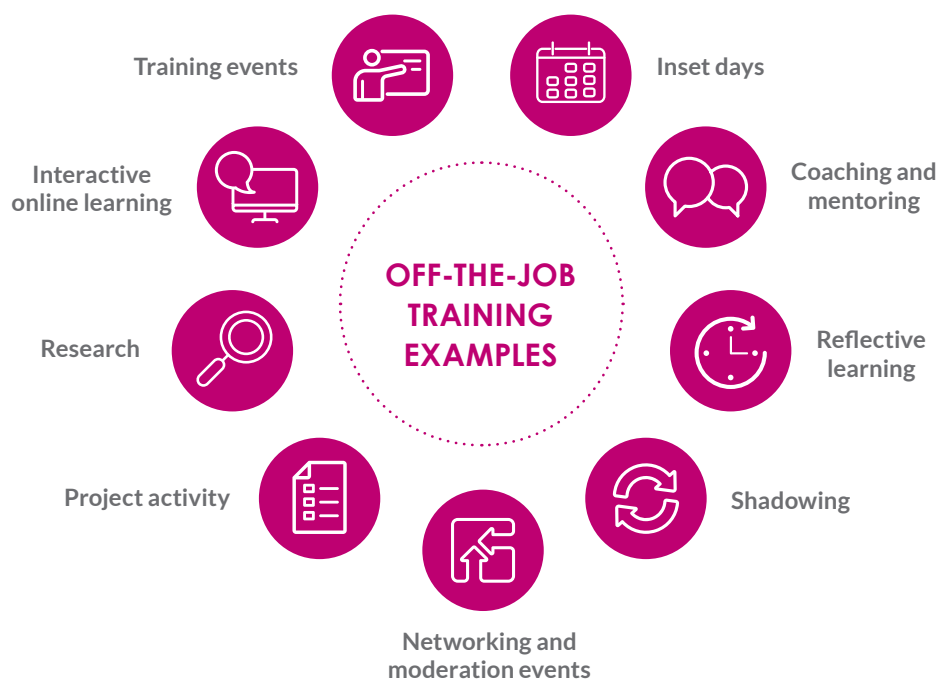 Training events
Inset days
Interactive
online learning
Coaching and
mentoring
OFF-THE-JOB
TRAINING
EXAMPLES
Research
Reflective
learning
Project activity
Shadowing
Networking and
moderation events